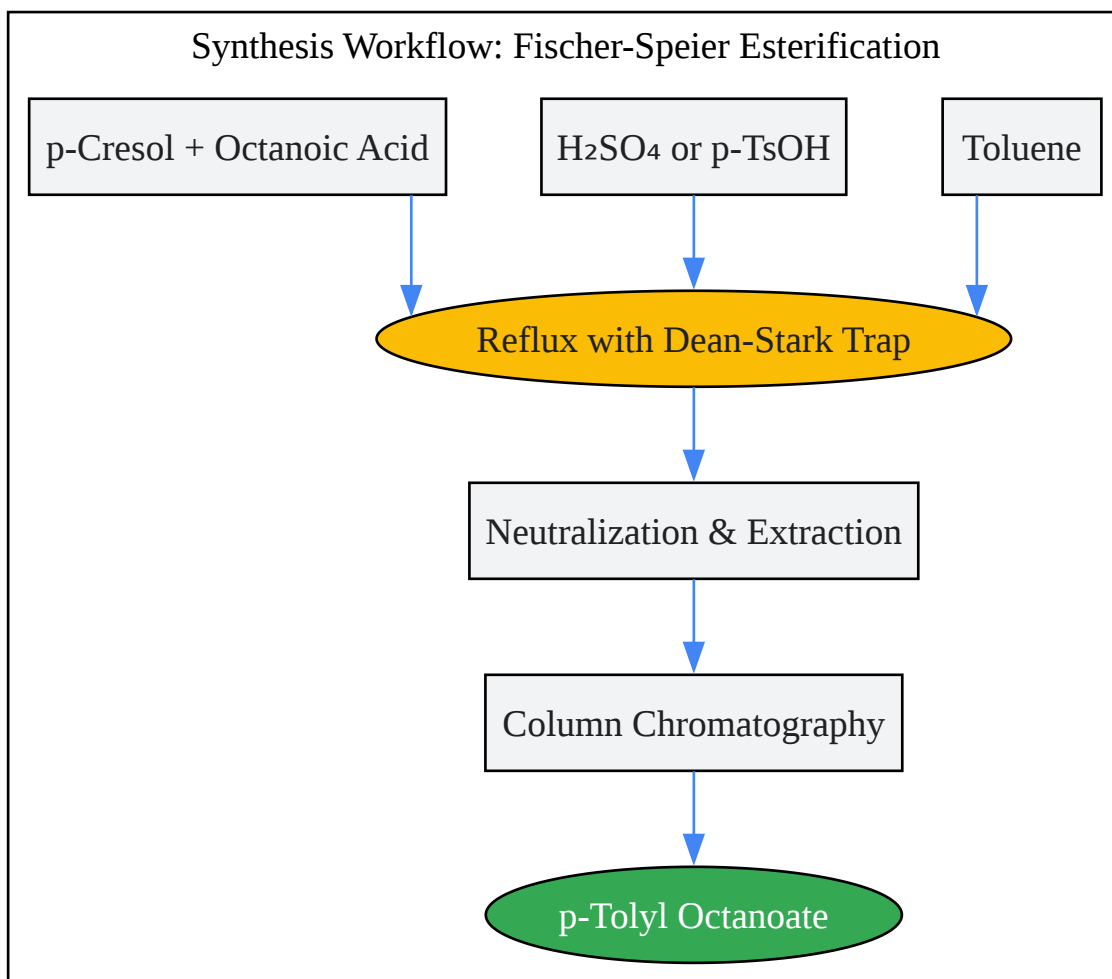 Synthesis Workflow: Fischer-Speier Esterification
p-Cresol + Octanoic Acid
H₂SO₄ or p-TsOH
Toluene
Reflux with Dean-Stark Trap
Neutralization & Extraction
Column Chromatography
p-Tolyl Octanoate